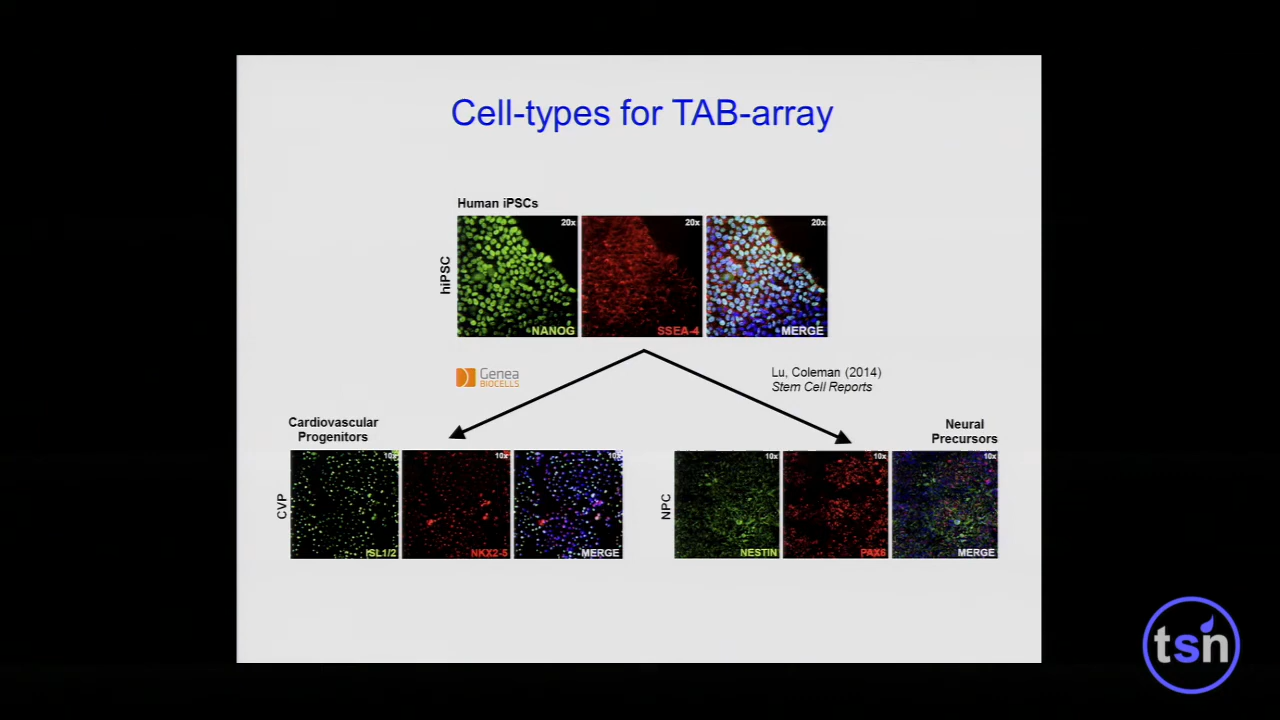 Cell-types for TAB-array
Human iPSCs
hiPSC
20x
20x
20x
NANOG
SSEA-4
MERGE
Genea
BIOCELLS
Lu, Coleman (2014)
Stem Cell Reports
Cardiovascular
Progenitors
CVP
10x
10x
10x
ISL1/2
NKX2-5
MERGE
Neural
Precursors
NPC
10x
10x
10x
NESTIN
PAX6
MERGE
tsn